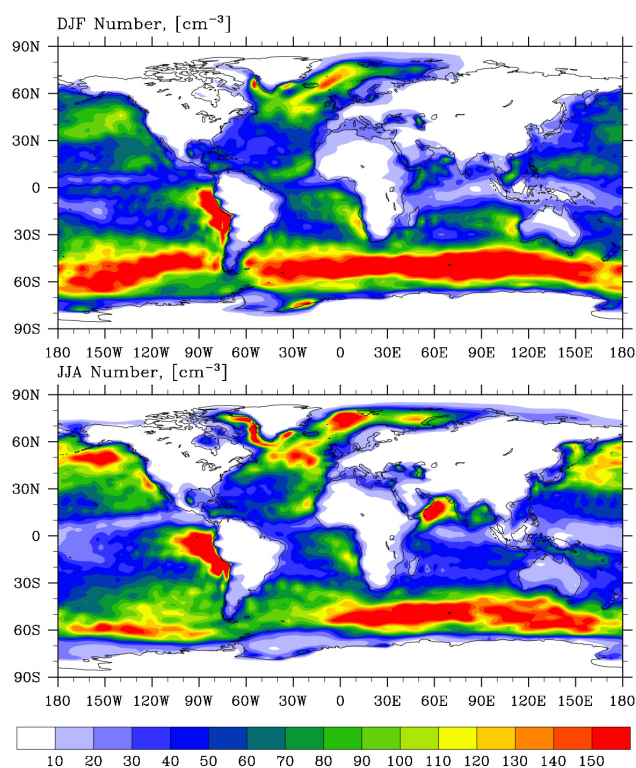 DJF Number, [cm⁻³]
90N
60N
30N
0
30S
60S
90S
180 150W 120W 90W 60W 30W 0 30E 60E 90E 120E 150E 180
JJA Number, [cm⁻³]
90N
60N
30N
0
30S
60S
90S
180 150W 120W 90W 60W 30W 0 30E 60E 90E 120E 150E 180
10 20 30 40 50 60 70 80 90 100 110 120 130 140 150